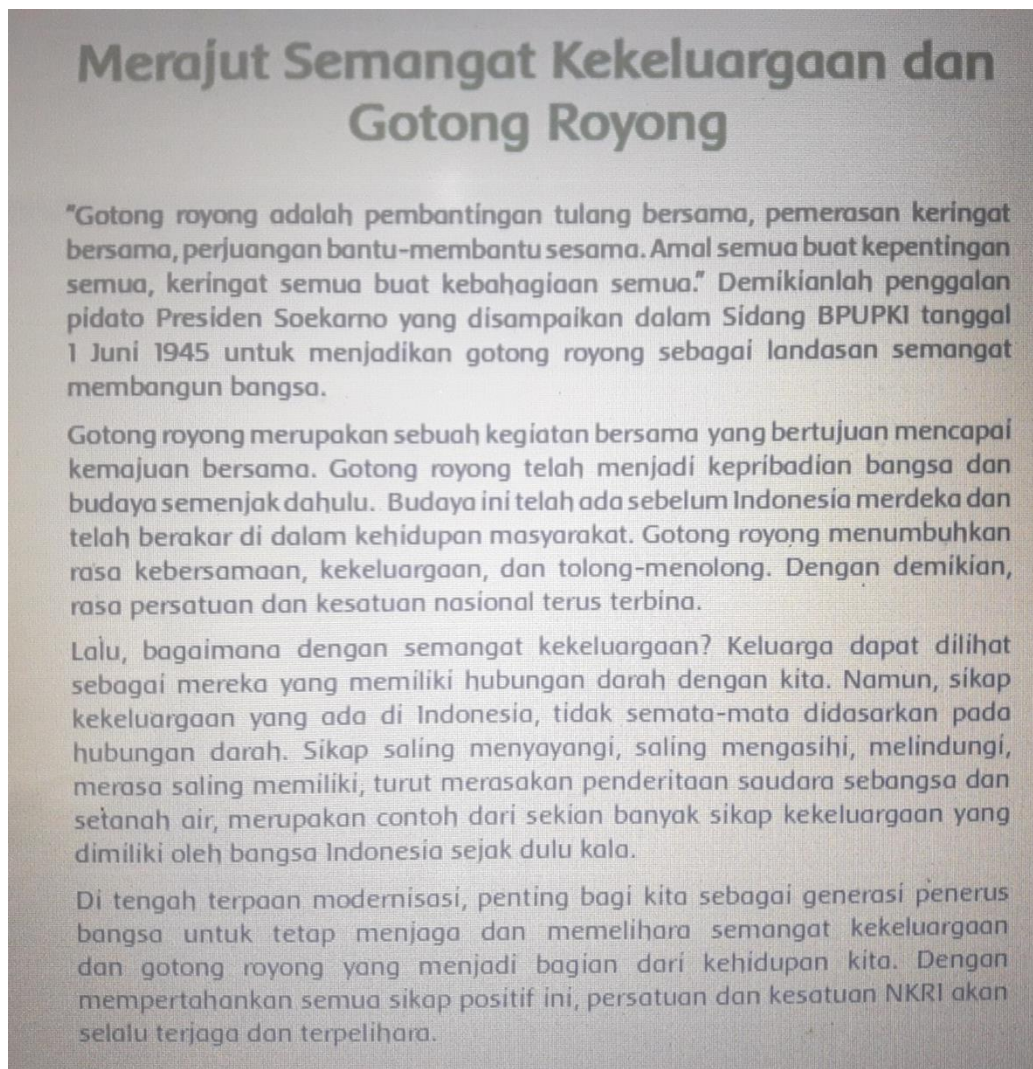 Merajut Semangat Kekeluargaan dan
Gotong Royong
"Gotong royong adalah pembantingan tulang bersama, pemerasan keringat
bersama, perjuangan bantu-membantu sesama. Amal semua buat kepentingan
semua, keringat semua buat kebahagiaan semua." Demikianlah penggalan
pidato Presiden Soekarno yang disampaikan dalam Sidang BPUPKI tanggal
1 Juni 1945 untuk menjadikan gotong royong sebagai landasan semangat
membangun bangsa.
Gotong royong merupakan sebuah kegiatan bersama yang bertujuan mencapai
kemajuan bersama. Gotong royong telah menjadi kepribadian bangsa dan
budaya semenjak dahulu. Budaya ini telah ada sebelum Indonesia merdeka dan
telah berakar di dalam kehidupan masyarakat. Gotong royong menumbuhkan
rasa kebersamaan, kekeluargaan, dan tolong-menolong. Dengan demikian,
rasa persatuan dan kesatuan nasional terus terbina.
Lalu, bagaimana dengan semangat kekeluargaan? Keluarga dapat dilihat
sebagai mereka yang memiliki hubungan darah dengan kita. Namun, sikap
kekeluargaan yang ada di Indonesia, tidak semata-mata didasarkan pada
hubungan darah. Sikap saling menyayangi, saling mengasihi, melindungi,
merasa saling memiliki, turut merasakan penderitaan saudara sebangsa dan
setanah air, merupakan contoh dari sekian banyak sikap kekeluargaan yang
dimiliki oleh bangsa Indonesia sejak dulu kala.
Di tengah terpaan modernisasi, penting bagi kita sebagai generasi penerus
bangsa untuk tetap menjaga dan memelihara semangat kekeluargaan
dan gotong royong yang menjadi bagian dari kehidupan kita. Dengan
mempertahankan semua sikap positif ini, persatuan dan kesatuan NKRI akan
selalu terjaga dan terpelihara.